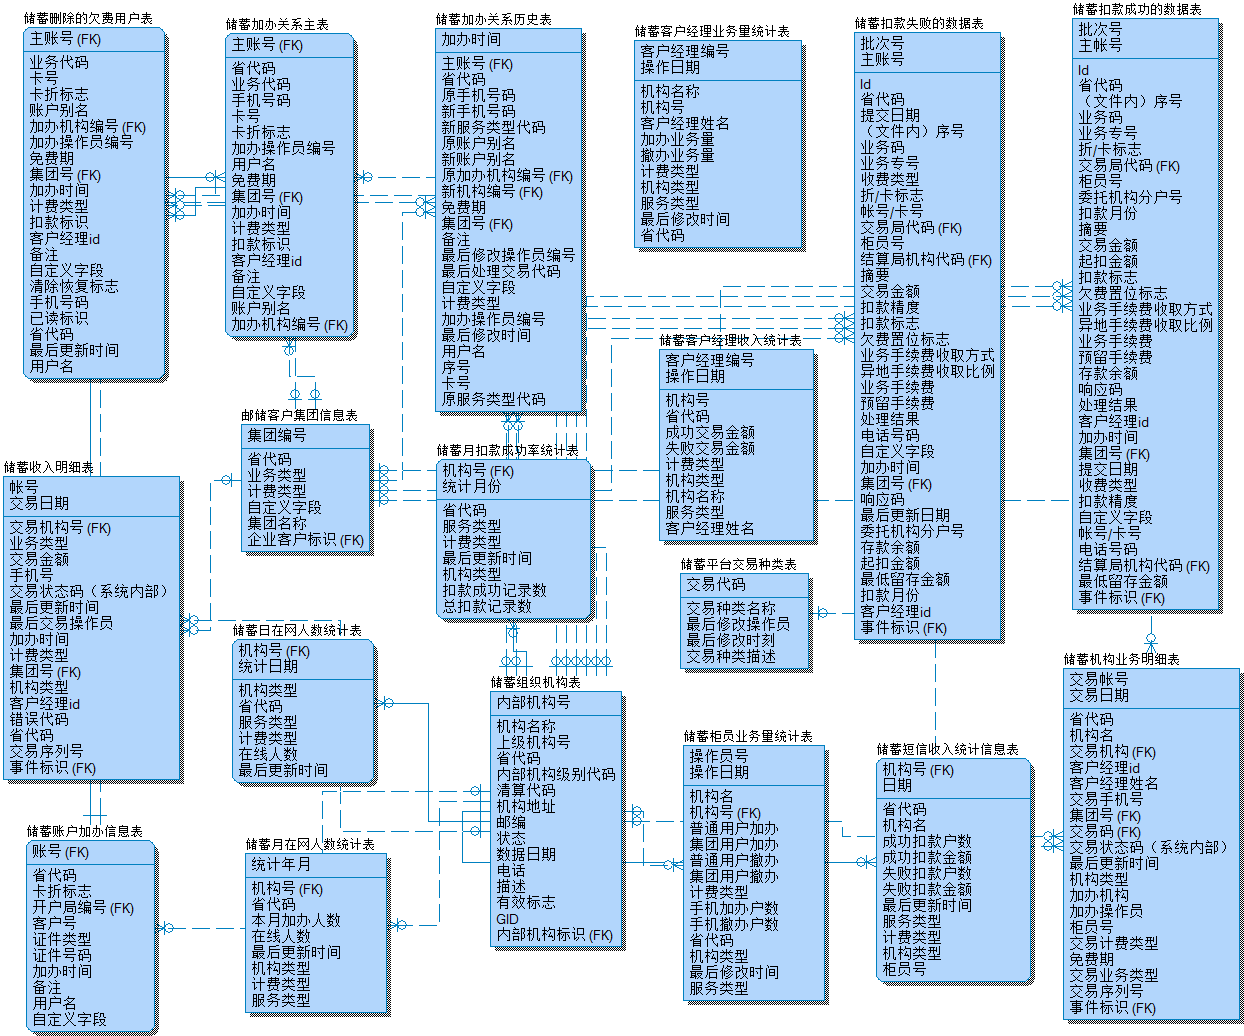 储蓄删除的欠费用户表
主账号 (FK)
业务代码
卡号
卡折标志
账户别名
加办机构编号 (FK)
加办操作员编号
免费期
集团号 (FK)
加办时间
计费类型
扣款标识
客户经理id
备注
自定义字段
清除恢复标志
手机号码
已读标识
省代码
最后更新时间
用户名
储蓄加办关系主表
主账号 (FK)
省代码
业务代码
手机号码
卡号
卡折标志
加办操作员编号
用户名
免费期
集团号 (FK)
加办时间
计费类型
扣款标识
客户经理id
备注
自定义字段
账户别名
加办机构编号 (FK)
储蓄加办关系历史表
加办时间
主账号 (FK)
省代码
原手机号码
新手机号码
新服务类型代码
原账户别名
新账户别名
原加办机构编号 (FK)
新机构编号 (FK)
免费期
集团号 (FK)
备注
最后修改操作员编号
最后处理交易代码
自定义字段
计费类型
加办操作员编号
最后修改时间
用户名
序号
卡号
原服务类型代码
储蓄客户经理业务量统计表
客户经理编号
操作日期
机构名称
机构号
客户经理姓名
加办业务量
撤办业务量
计费类型
机构类型
服务类型
最后修改时间
省代码
储蓄扣款失败的数据表
批次号
主账号
Id
省代码
提交日期
（文件内）序号
业务码
业务专号
收费类型
折/卡标志
帐号/卡号
交易局代码 (FK)
柜员号
结算局机构代码 (FK)
摘要
交易金额
扣款精度
扣款标志
欠费置位标志
业务手续费收取方式
异地手续费收取比例
业务手续费
预留手续费
处理结果
电话号码
自定义字段
加办时间
集团号 (FK)
响应码
最后更新日期
委托机构分户号
存款余额
起扣金额
最低留存金额
扣款月份
客户经理id
事件标识 (FK)
储蓄扣款成功的数据表
批次号
主帐号
Id
省代码
（文件内）序号
业务码
业务专号
折/卡标志
交易局代码 (FK)
柜员号
委托机构分户号
扣款月份
摘要
交易金额
起扣金额
扣款标志
欠费置位标志
业务手续费收取方式
异地手续费收取比例
业务手续费
预留手续费
存款余额
响应码
处理结果
客户经理id
加办时间
集团号 (FK)
提交日期
收费类型
扣款精度
自定义字段
帐号/卡号
电话号码
结算局机构代码 (FK)
最低留存金额
事件标识 (FK)
储蓄客户经理收入统计表
客户经理编号
操作日期
机构号
省代码
成功交易金额
失败交易金额
计费类型
机构类型
机构名称
服务类型
客户经理姓名
邮储客户集团信息表
集团编号
省代码
业务类型
计费类型
自定义字段
集团名称
企业客户标识 (FK)
储蓄月扣款成功率统计表
机构号 (FK)
统计月份
省代码
服务类型
计费类型
最后更新时间
机构类型
扣款成功记录数
总扣款记录数
储蓄收入明细表
帐号
交易日期
交易机构号 (FK)
业务类型
交易金额
手机号
交易状态码（系统内部）
最后更新时间
最后交易操作员
加办时间
计费类型
集团号 (FK)
机构类型
客户经理id
错误代码
省代码
交易序列号
事件标识 (FK)
储蓄平台交易种类表
交易代码
交易种类名称
最后修改操作员
最后修改时刻
交易种类描述
储蓄日在网人数统计表
机构号 (FK)
统计日期
机构类型
省代码
服务类型
计费类型
在线人数
最后更新时间
储蓄组织机构表
内部机构号
机构名称
上级机构号
省代码
内部机构级别代码
清算代码
机构地址
邮编
状态
数据日期
电话
描述
有效标志
GID
内部机构标识 (FK)
储蓄机构业务明细表
交易帐号
交易日期
省代码
机构名
交易机构 (FK)
客户经理id
客户经理姓名
交易手机号
集团号 (FK)
交易码 (FK)
交易状态码（系统内部）
最后更新时间
机构类型
加办机构
加办操作员
柜员号
交易计费类型
免费期
交易业务类型
交易序列号
事件标识 (FK)
储蓄柜员业务量统计表
操作员号
操作日期
机构名
机构号 (FK)
普通用户加办
集团用户加办
普通用户撤办
集团用户撤办
计费类型
手机加办户数
手机撤办户数
省代码
机构类型
最后修改时间
服务类型
储蓄短信收入统计信息表
机构号 (FK)
日期
省代码
机构名
成功扣款户数
成功扣款金额
失败扣款户数
失败扣款金额
最后更新时间
服务类型
计费类型
机构类型
柜员号
储蓄账户加办信息表
账号 (FK)
省代码
卡折标志
开户局编号 (FK)
客户号
证件类型
证件号码
加办时间
备注
用户名
自定义字段
储蓄月在网人数统计表
统计年月
机构号 (FK)
省代码
本月加办人数
在线人数
最后更新时间
机构类型
计费类型
服务类型